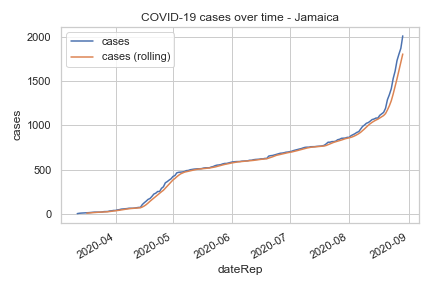 COVID-19 cases over time - Jamaica
cases
cases (rolling)
2000
1500
1000
500
0
cases
2020-04
2020-05
2020-06
2020-07
2020-08
2020-09
dateRep